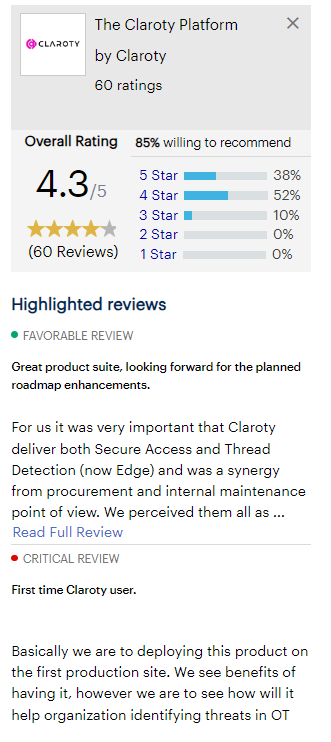 CLAROTY
The Claroty Platform
by Claroty
60 ratings
Overall Rating
85% willing to recommend
4.3/5
(60 Reviews)
5 Star 38%
4 Star 52%
3 Star 10%
2 Star 0%
1 Star 0%
Highlighted reviews
FAVORABLE REVIEW
Great product suite, looking forward for the planned
roadmap enhancements.
For us it was very important that Claroty
deliver both Secure Access and Thread
Detection (now Edge) and was a synergy
from procurement and internal maintenance
point of view. We perceived them all as ...
Read Full Review
CRITICAL REVIEW
First time Claroty user.
Basically we are to deploying this product on
the first production site. We see benefits of
having it, however we are to see how will it
help organization identifying threats in OT